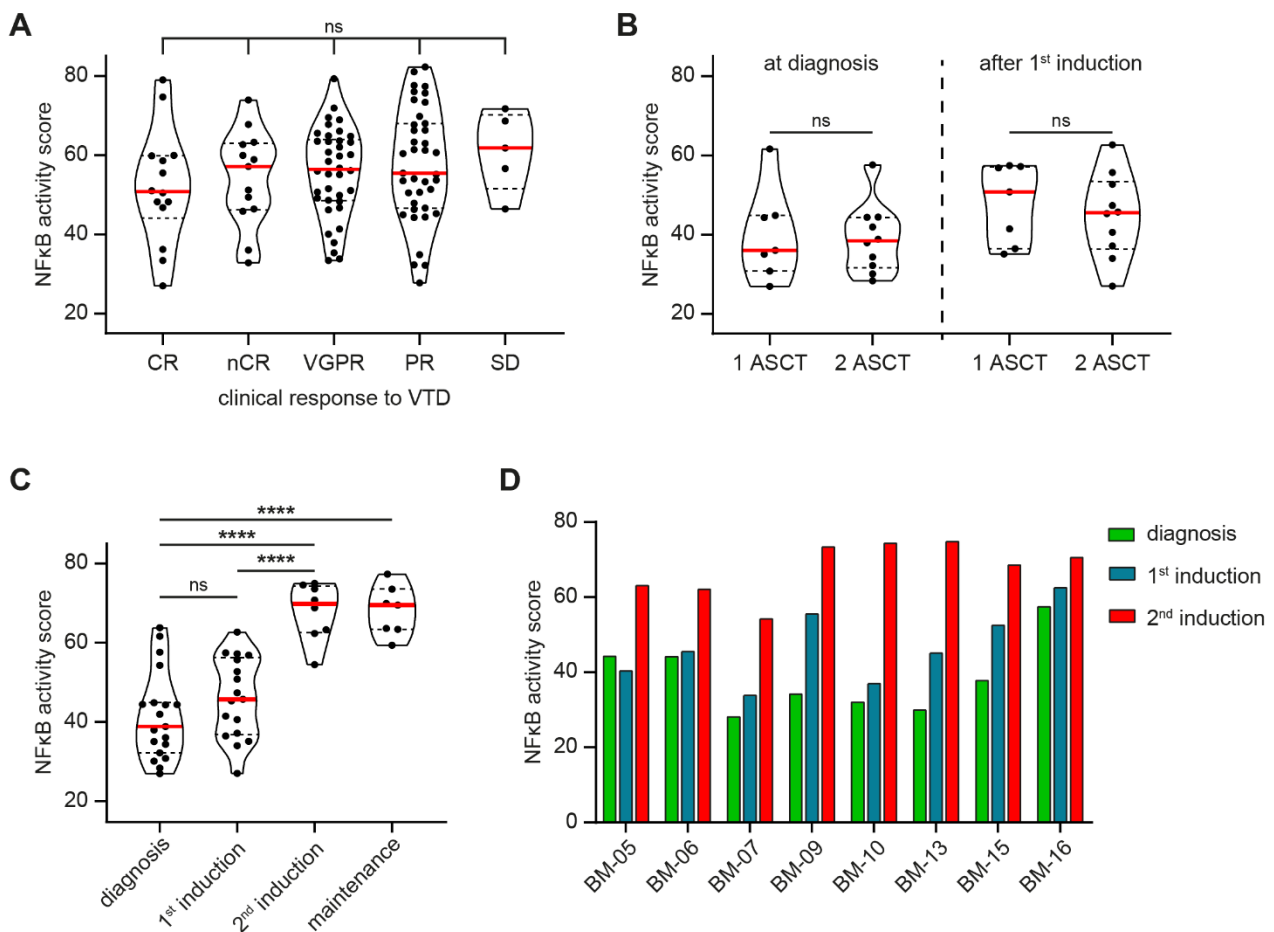 A
ns
NFκB activity score
80
60
40
20
CR nCR VGPR PR SD
clinical response to VTD
B
at diagnosis after 1st induction
ns ns
NFκB activity score
80
60
40
20
1 ASCT 2 ASCT 1 ASCT 2 ASCT
C
****
****
ns ****
NFκB activity score
80
60
40
20
diagnosis
1st induction
2nd induction
maintenance
D
NFκB activity score
80
60
40
20
0
BM-05
BM-06
BM-07
BM-09
BM-10
BM-13
BM-15
BM-16
diagnosis
1st induction
2nd induction